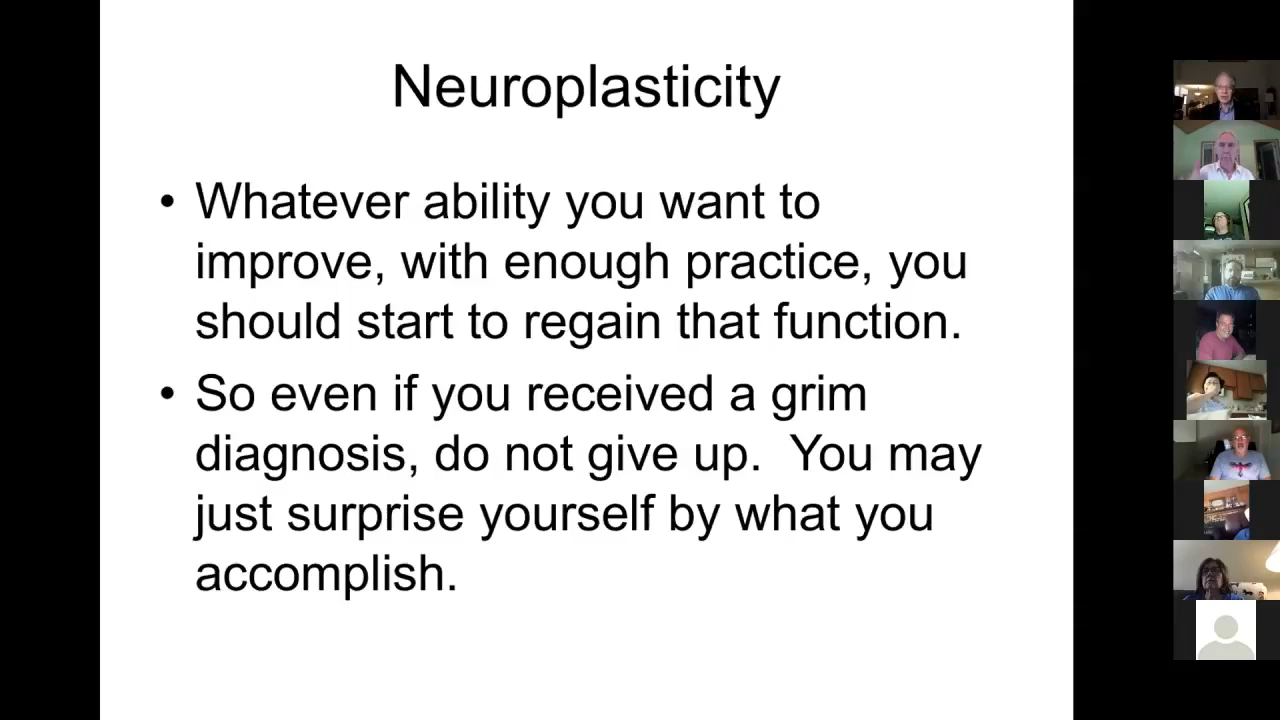 Neuroplasticity
• Whatever ability you want to
improve, with enough practice, you
should start to regain that function.
• So even if you received a grim
diagnosis, do not give up.  You may
just surprise yourself by what you
accomplish.